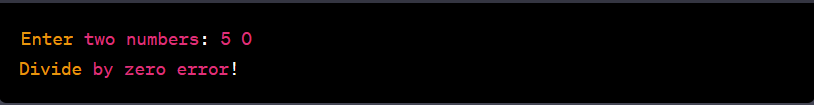 Enter two numbers: 5 0
Divide by zero error!